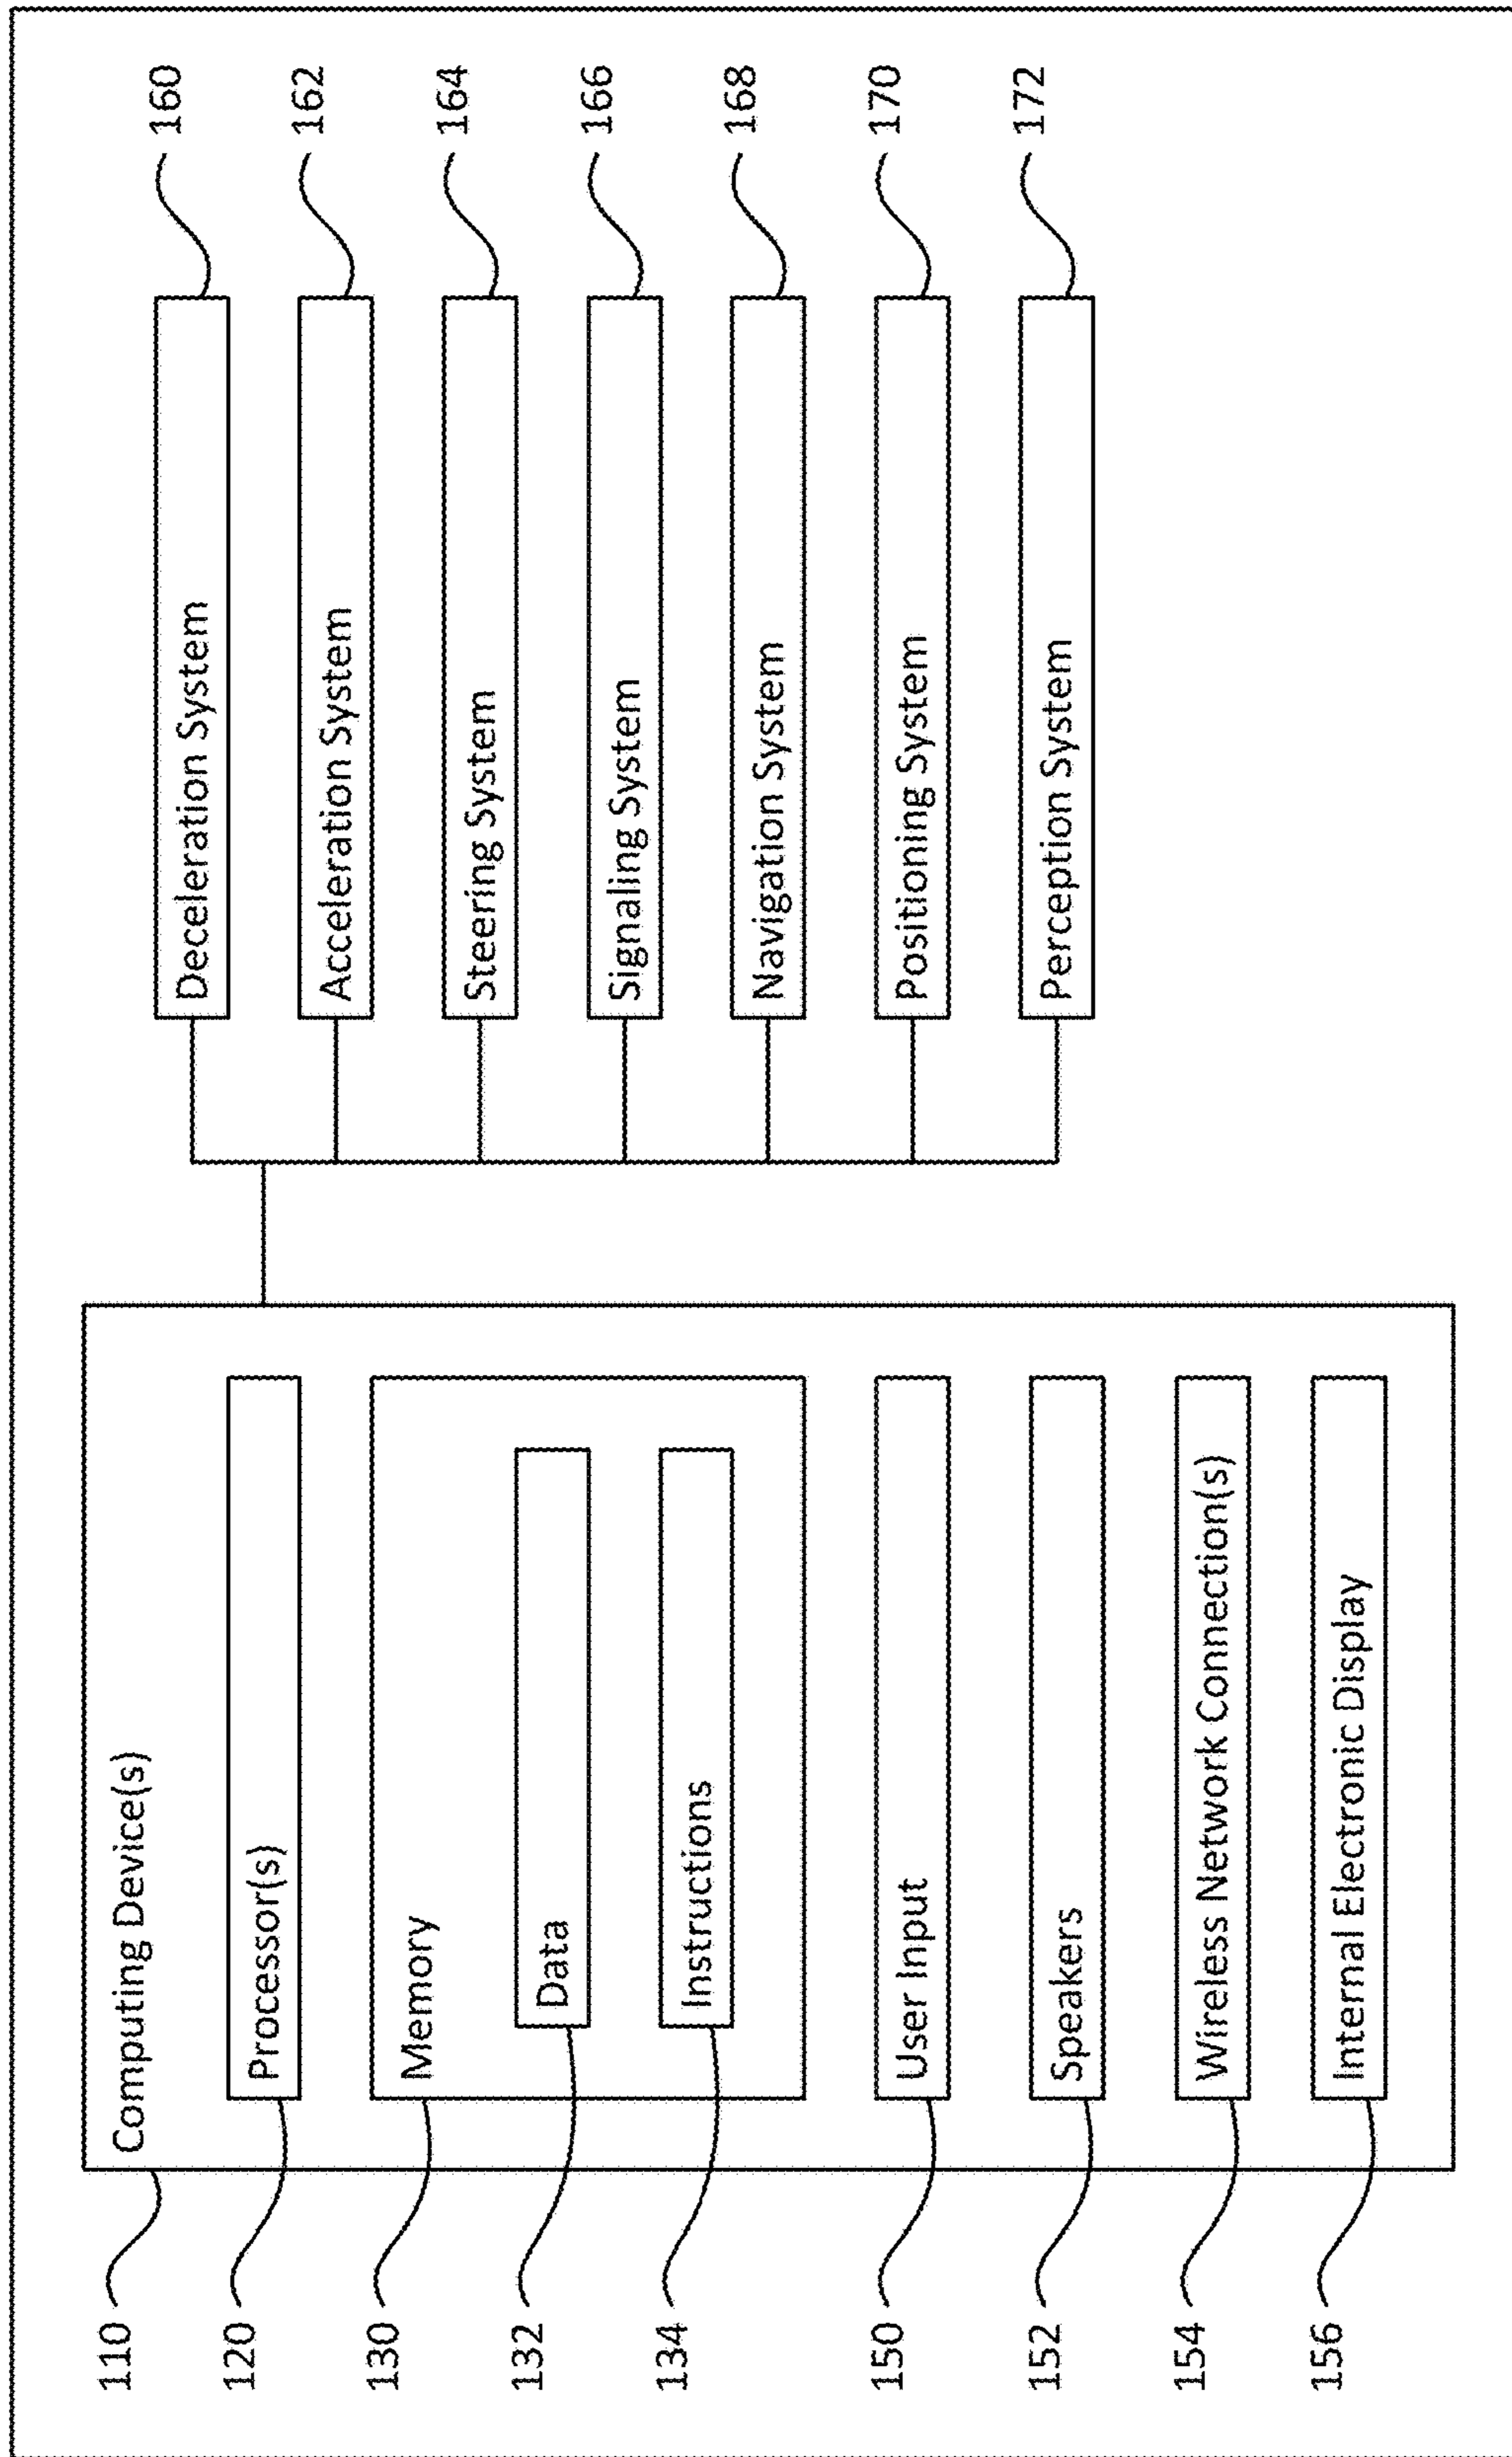 110
Computing Device(s)
120
Processor(s)
130
Memory
132
Data
134
Instructions
150
User Input
152
Speakers
154
Wireless Network Connection(s)
156
Internal Electronic Display
Deceleration System
160
Acceleration System
162
Steering System
164
Signaling System
166
Navigation System
168
Positioning System
170
Perception System
172